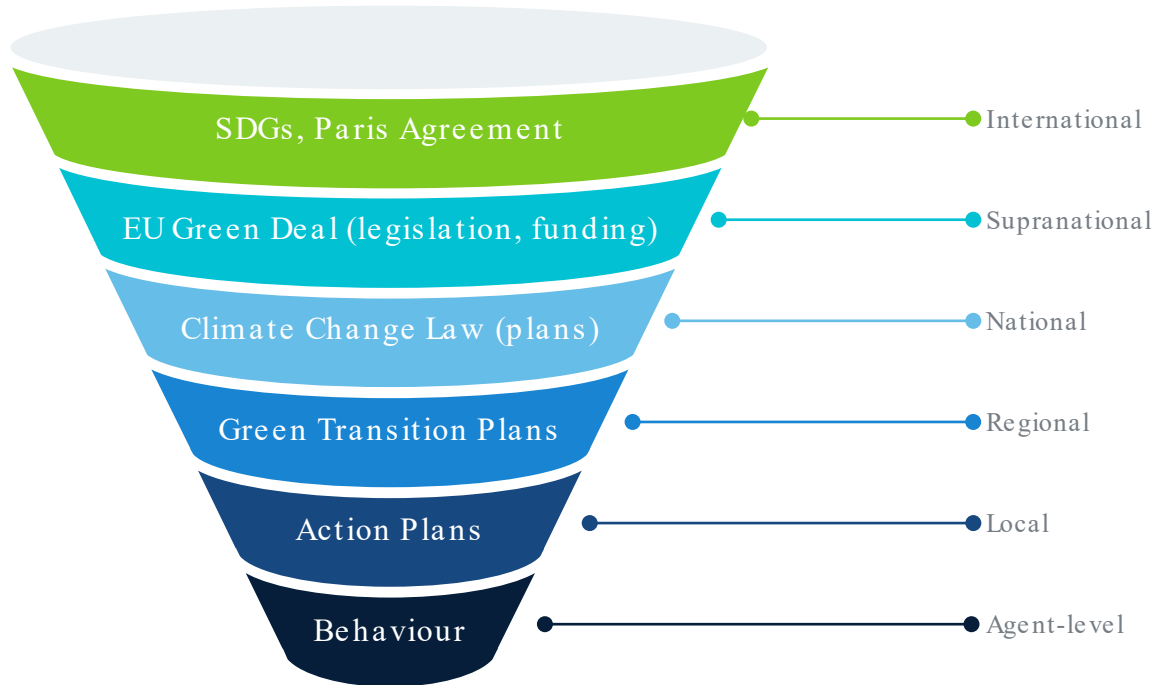 SDGs, Paris Agreement
International
EU Green Deal (legislation, funding)
Supranational
Climate Change Law (plans)
National
Green Transition Plans
Regional
Action Plans
Local
Behaviour
Agent-level